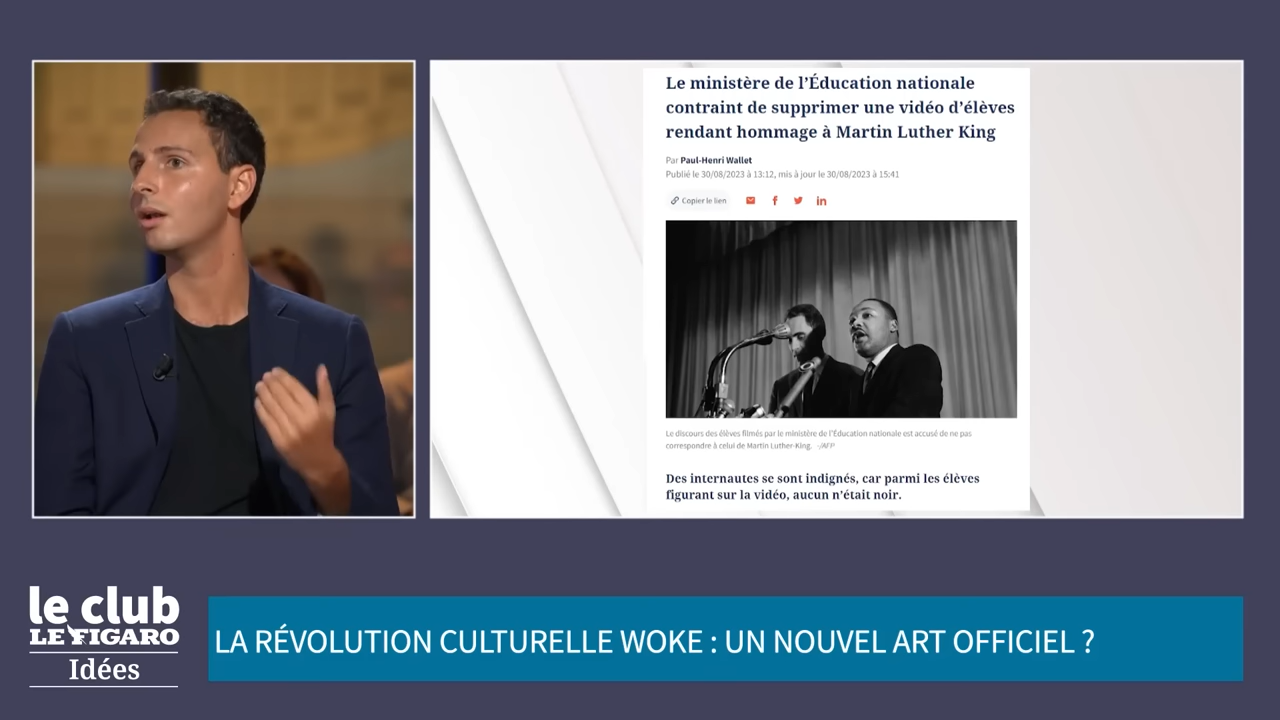 Le ministère de l'Éducation nationale
contraint de supprimer une vidéo d'élèves
rendant hommage à Martin Luther King
Par Paul-Henri Wallet
Publié le 30/08/2023 à 13:12, mis à jour le 30/08/2023 à 15:41
Copier le lien
Le discours des élèves filmés par le ministère de l'Éducation nationale est accusé de ne pas
correspondre à celui de Martin Luther-King. -/AFP
Des internautes se sont indignés, car parmi les élèves
figurant sur la vidéo, aucun n'était noir.
le club
LE FIGARO
Idées
LA RÉVOLUTION CULTURELLE WOKE : UN NOUVEL ART OFFICIEL ?